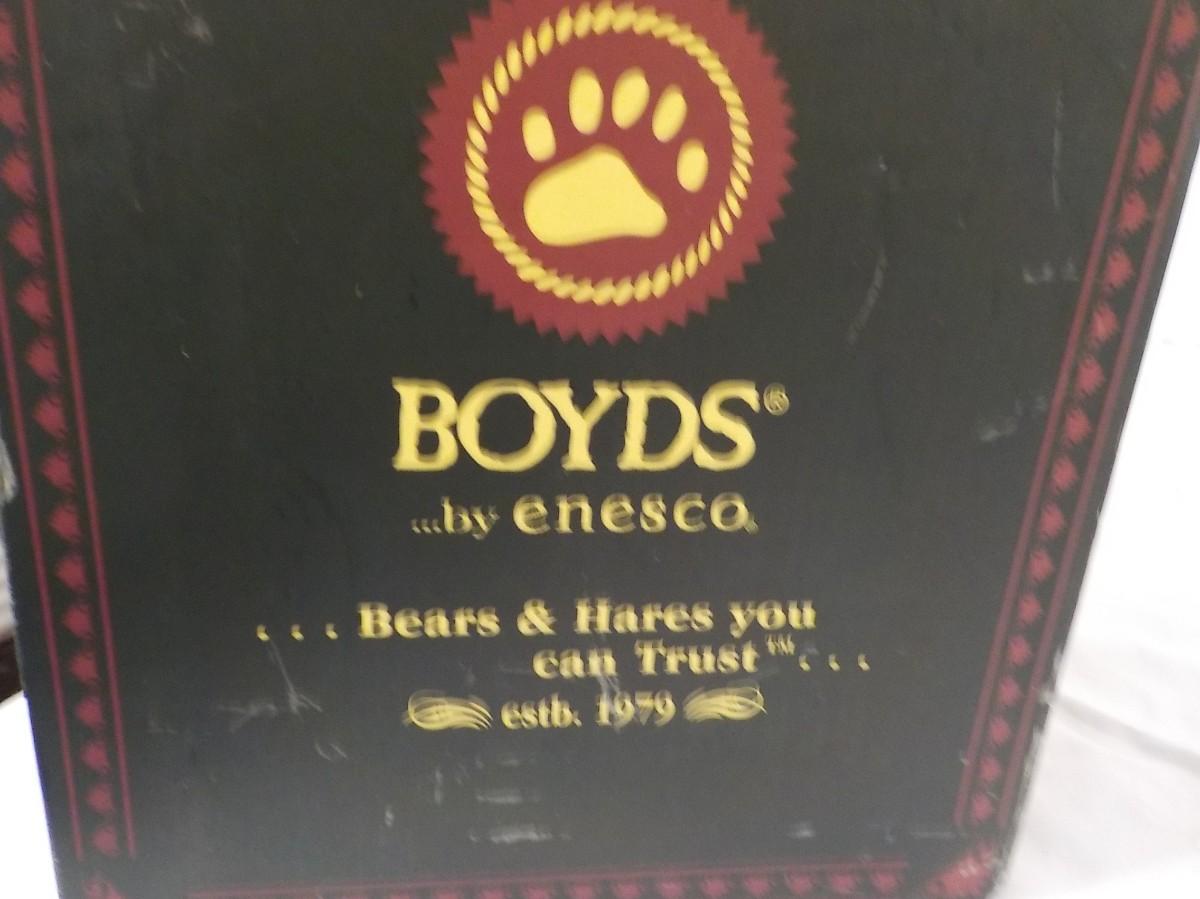 BOYDS®
...by enesco®
. . . Bears & Hares you
can Trust™. . .
estb. 1979